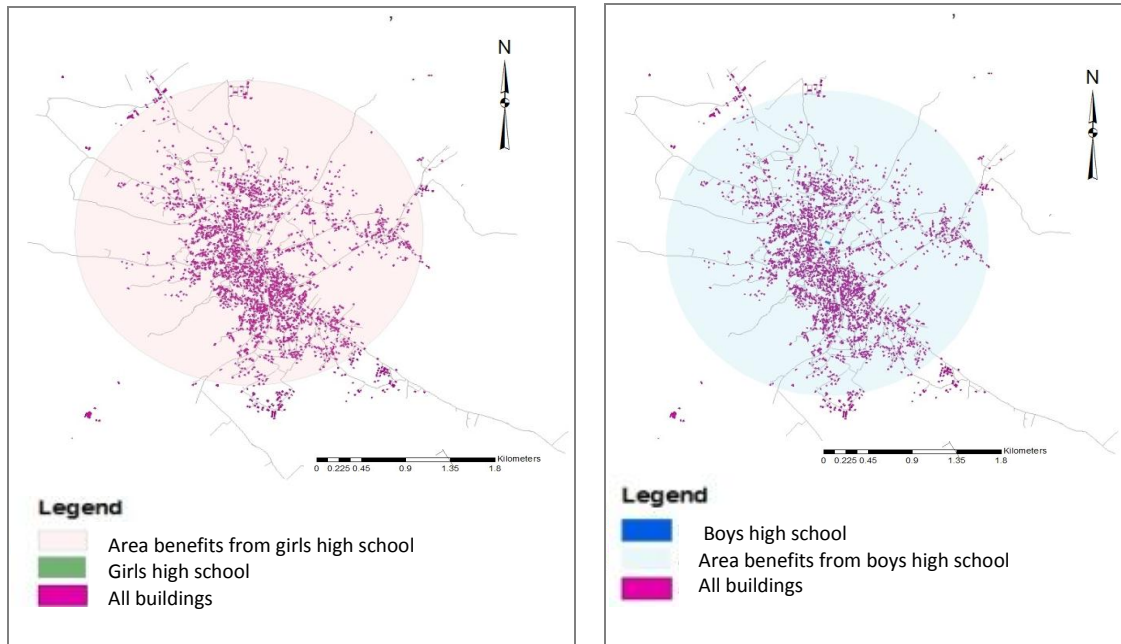 ,
N
Kilometers
0 0.225 0.45 0.9 1.35 1.8
Legend
Area benefits from girls high school
Girls high school
All buildings
,
N
Kilometers
0 0.225 0.45 0.9 1.35 1.8
Legend
Boys high school
Area benefits from boys high school
All buildings